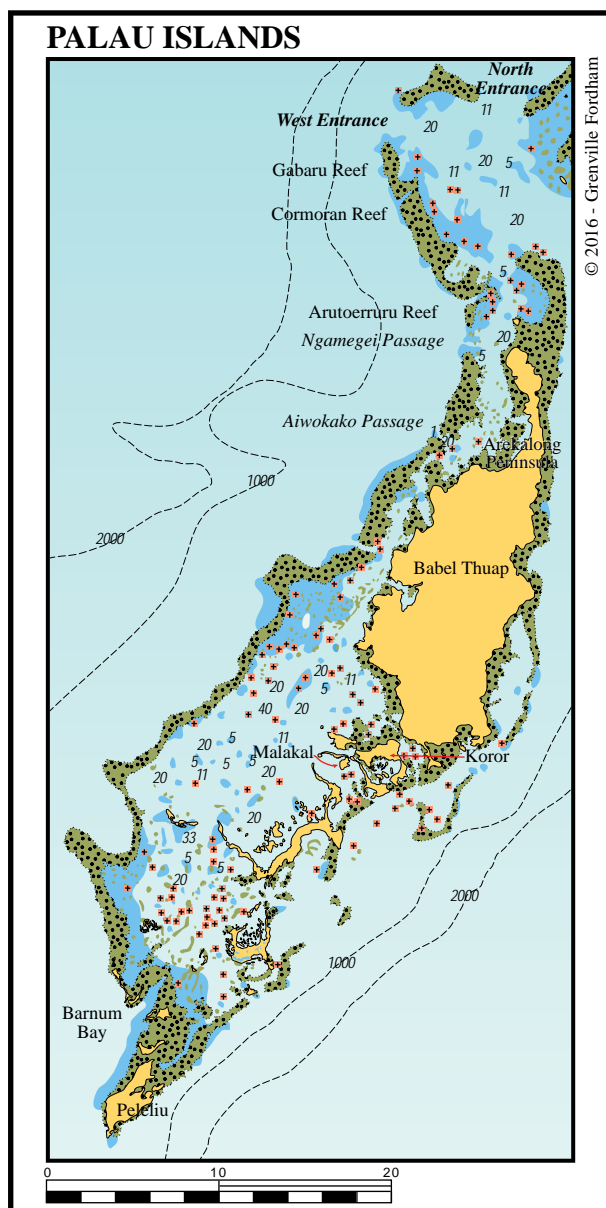 PALAU ISLANDS
© 2016 - Grenville Fordham
North
Entrance
11
West Entrance
20
20
5
Gabaru Reef
11
11
Cormoran Reef
20
5
Arutoerruru Reef
20
Ngamegei Passage
5
Aiwokako Passage
1
20
Arekalong
Peninsula
1000
2000
Babel Thuap
20
11
20
5
40
20
11
20
5
Malakal
Koror
5
5
11
20
20
20
33
5
5
20
2000
1000
Barnum
Bay
Peleliu
0
10
20